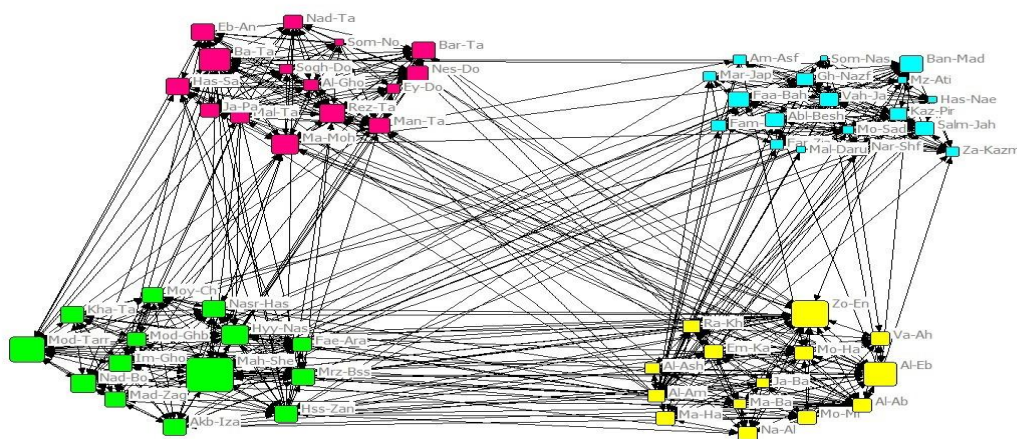 Nad-Ta
Eb-An
Som-No
Bar-Ta
Ba-Ta
Sogh-Do
Nes-Do
Has-Sa
Al-Gho
Ey-Do
Ja-Pa
Mal-Ta
Rez-Ta
Man-Ta
Ma-Moh
Am-Asf
Som-Nas
Ban-Mad
Mar-Jap
Gh-Nazf
Mz-Ati
Faa-Bah
Vah-Ja
Has-Nae
Kaz-Pir
Abl-Besh
Mo-Sad
Salm-Jah
Mal-Daru
Nar-Shf
Za-Kazm
Moy-Ch
Kha-Ta
Nasr-Has
Mod-Tarr
Mod-Ghb
Hyy-Nas
Fae-Ara
Im-Gho
Mah-She
Nad-Bo
Mrz-Bss
Mad-Zag
Hss-Zan
Akb-Iza
Zo-En
Ra-Kh
Va-Ah
Em-Ka
Mo-Ha
Al-Ash
Al-Eb
Ja-Ba
Al-Am
Ma-Ba
Al-Ab
Ma-Ha
Mo-Mi
Na-Al